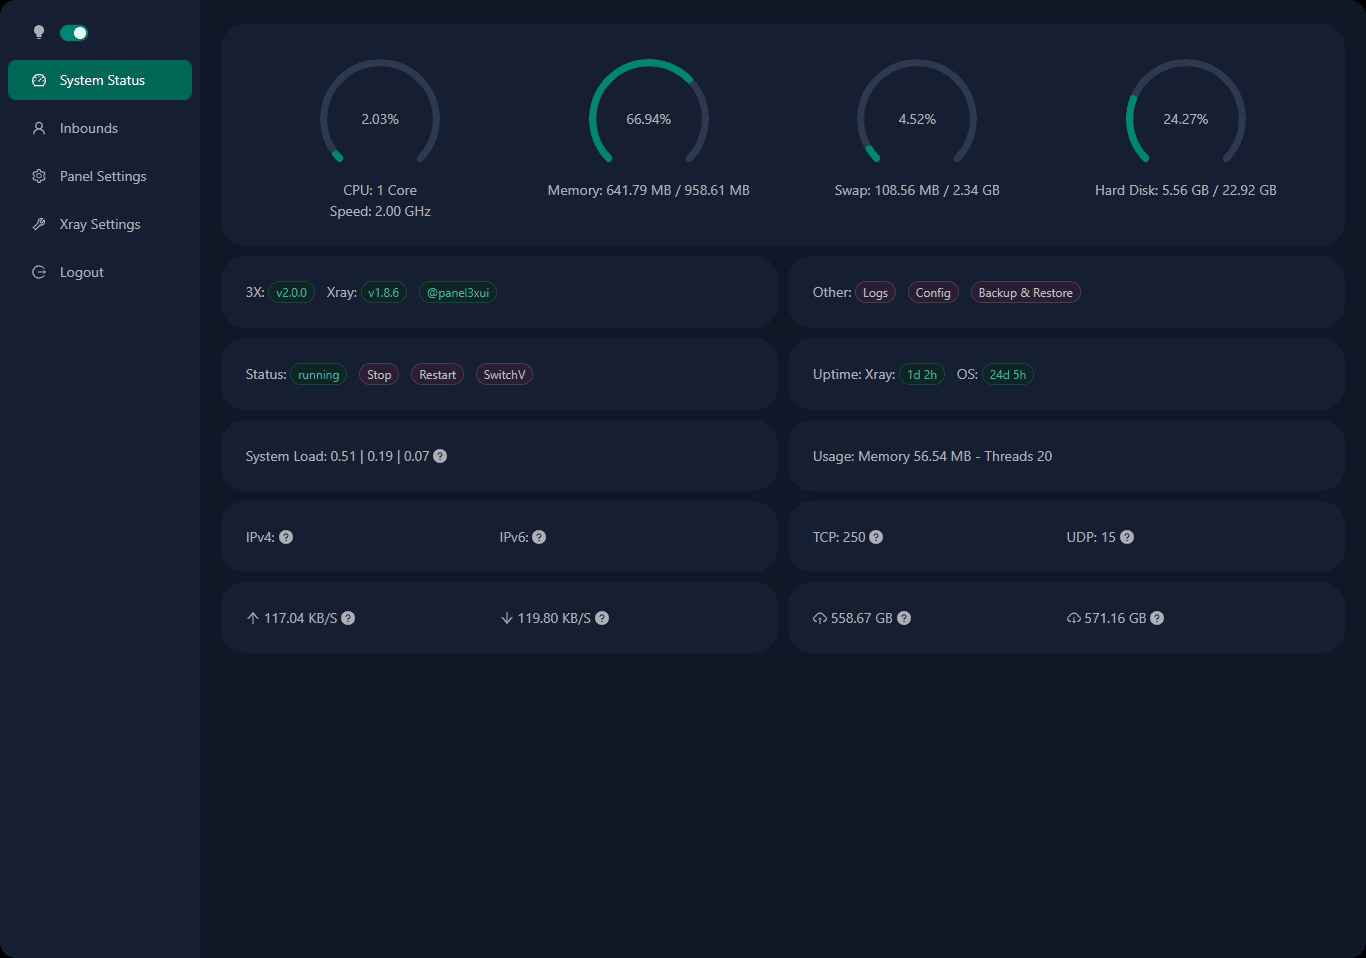 System Status
Inbounds
Panel Settings
Xray Settings
Logout
2.03%
CPU: 1 Core
Speed: 2.00 GHz
66.94%
Memory: 641.79 MB / 958.61 MB
4.52%
Swap: 108.56 MB / 2.34 GB
24.27%
Hard Disk: 5.56 GB / 22.92 GB
3X: v2.0.0 Xray: v1.8.6 @panel3xui
Other: Logs Config Backup & Restore
Status: running Stop Restart SwitchV
Uptime: Xray: 1d 2h OS: 24d 5h
System Load: 0.51 | 0.19 | 0.07 ?
Usage: Memory 56.54 MB - Threads 20
IPv4: ? IPv6: ?
TCP: 250 ? UDP: 15 ?
↑ 117.04 KB/S ? ↓ 119.80 KB/S ?
558.67 GB ? 571.16 GB ?